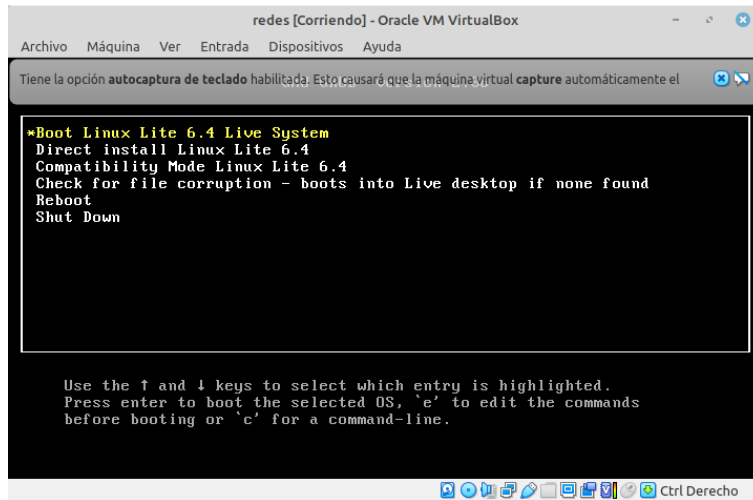 redes [Corriendo] - Oracle VM VirtualBox
Archivo Máquina Ver Entrada Dispositivos Ayuda
Tiene la opción autocaptura de teclado habilitada. Esto causará que la máquina virtual capture automáticamente el
*Boot Linux Lite 6.4 Live System
Direct install Linux Lite 6.4
Compatibility Mode Linux Lite 6.4
Check for file corruption - boots into Live desktop if none found
Reboot
Shut Down
Use the ↑ and ↓ keys to select which entry is highlighted.
Press enter to boot the selected OS, `e' to edit the commands
before booting or `c' for a command-line.
Ctrl Derecho